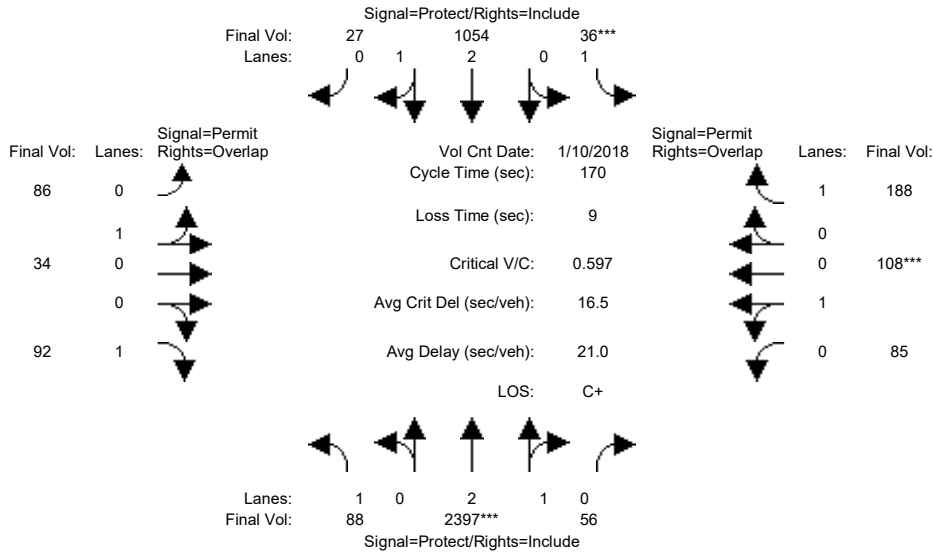 Signal=Protect/Rights=Include
Final Vol: 27 1054 36***
Lanes: 0 1 2 0 1
Signal=Permit Signal=Permit
Final Vol: Lanes: Rights=Overlap Vol Cnt Date: 1/10/2018 Rights=Overlap Lanes: Final Vol:
Cycle Time (sec): 170
86 0 1 188
Loss Time (sec): 9
1 0
34 0 Critical V/C: 0.597 0 108***
0 Avg Crit Del (sec/veh): 16.5 1
92 1 Avg Delay (sec/veh): 21.0 0 85
LOS: C+
Lanes: 1 0 2 1 0
Final Vol: 88 2397*** 56
Signal=Protect/Rights=Include